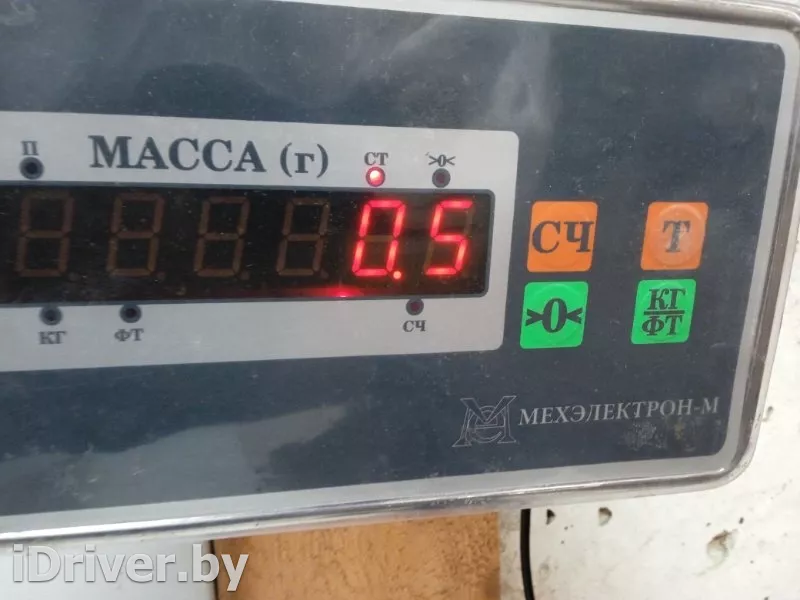 П
МАССА (г)
СТ
>0<
0.5
КГ
ФТ
СЧ
СЧ
Т
>0<
КГ
ФТ
МЕХЭЛЕКТРОН-М
iDriver.by